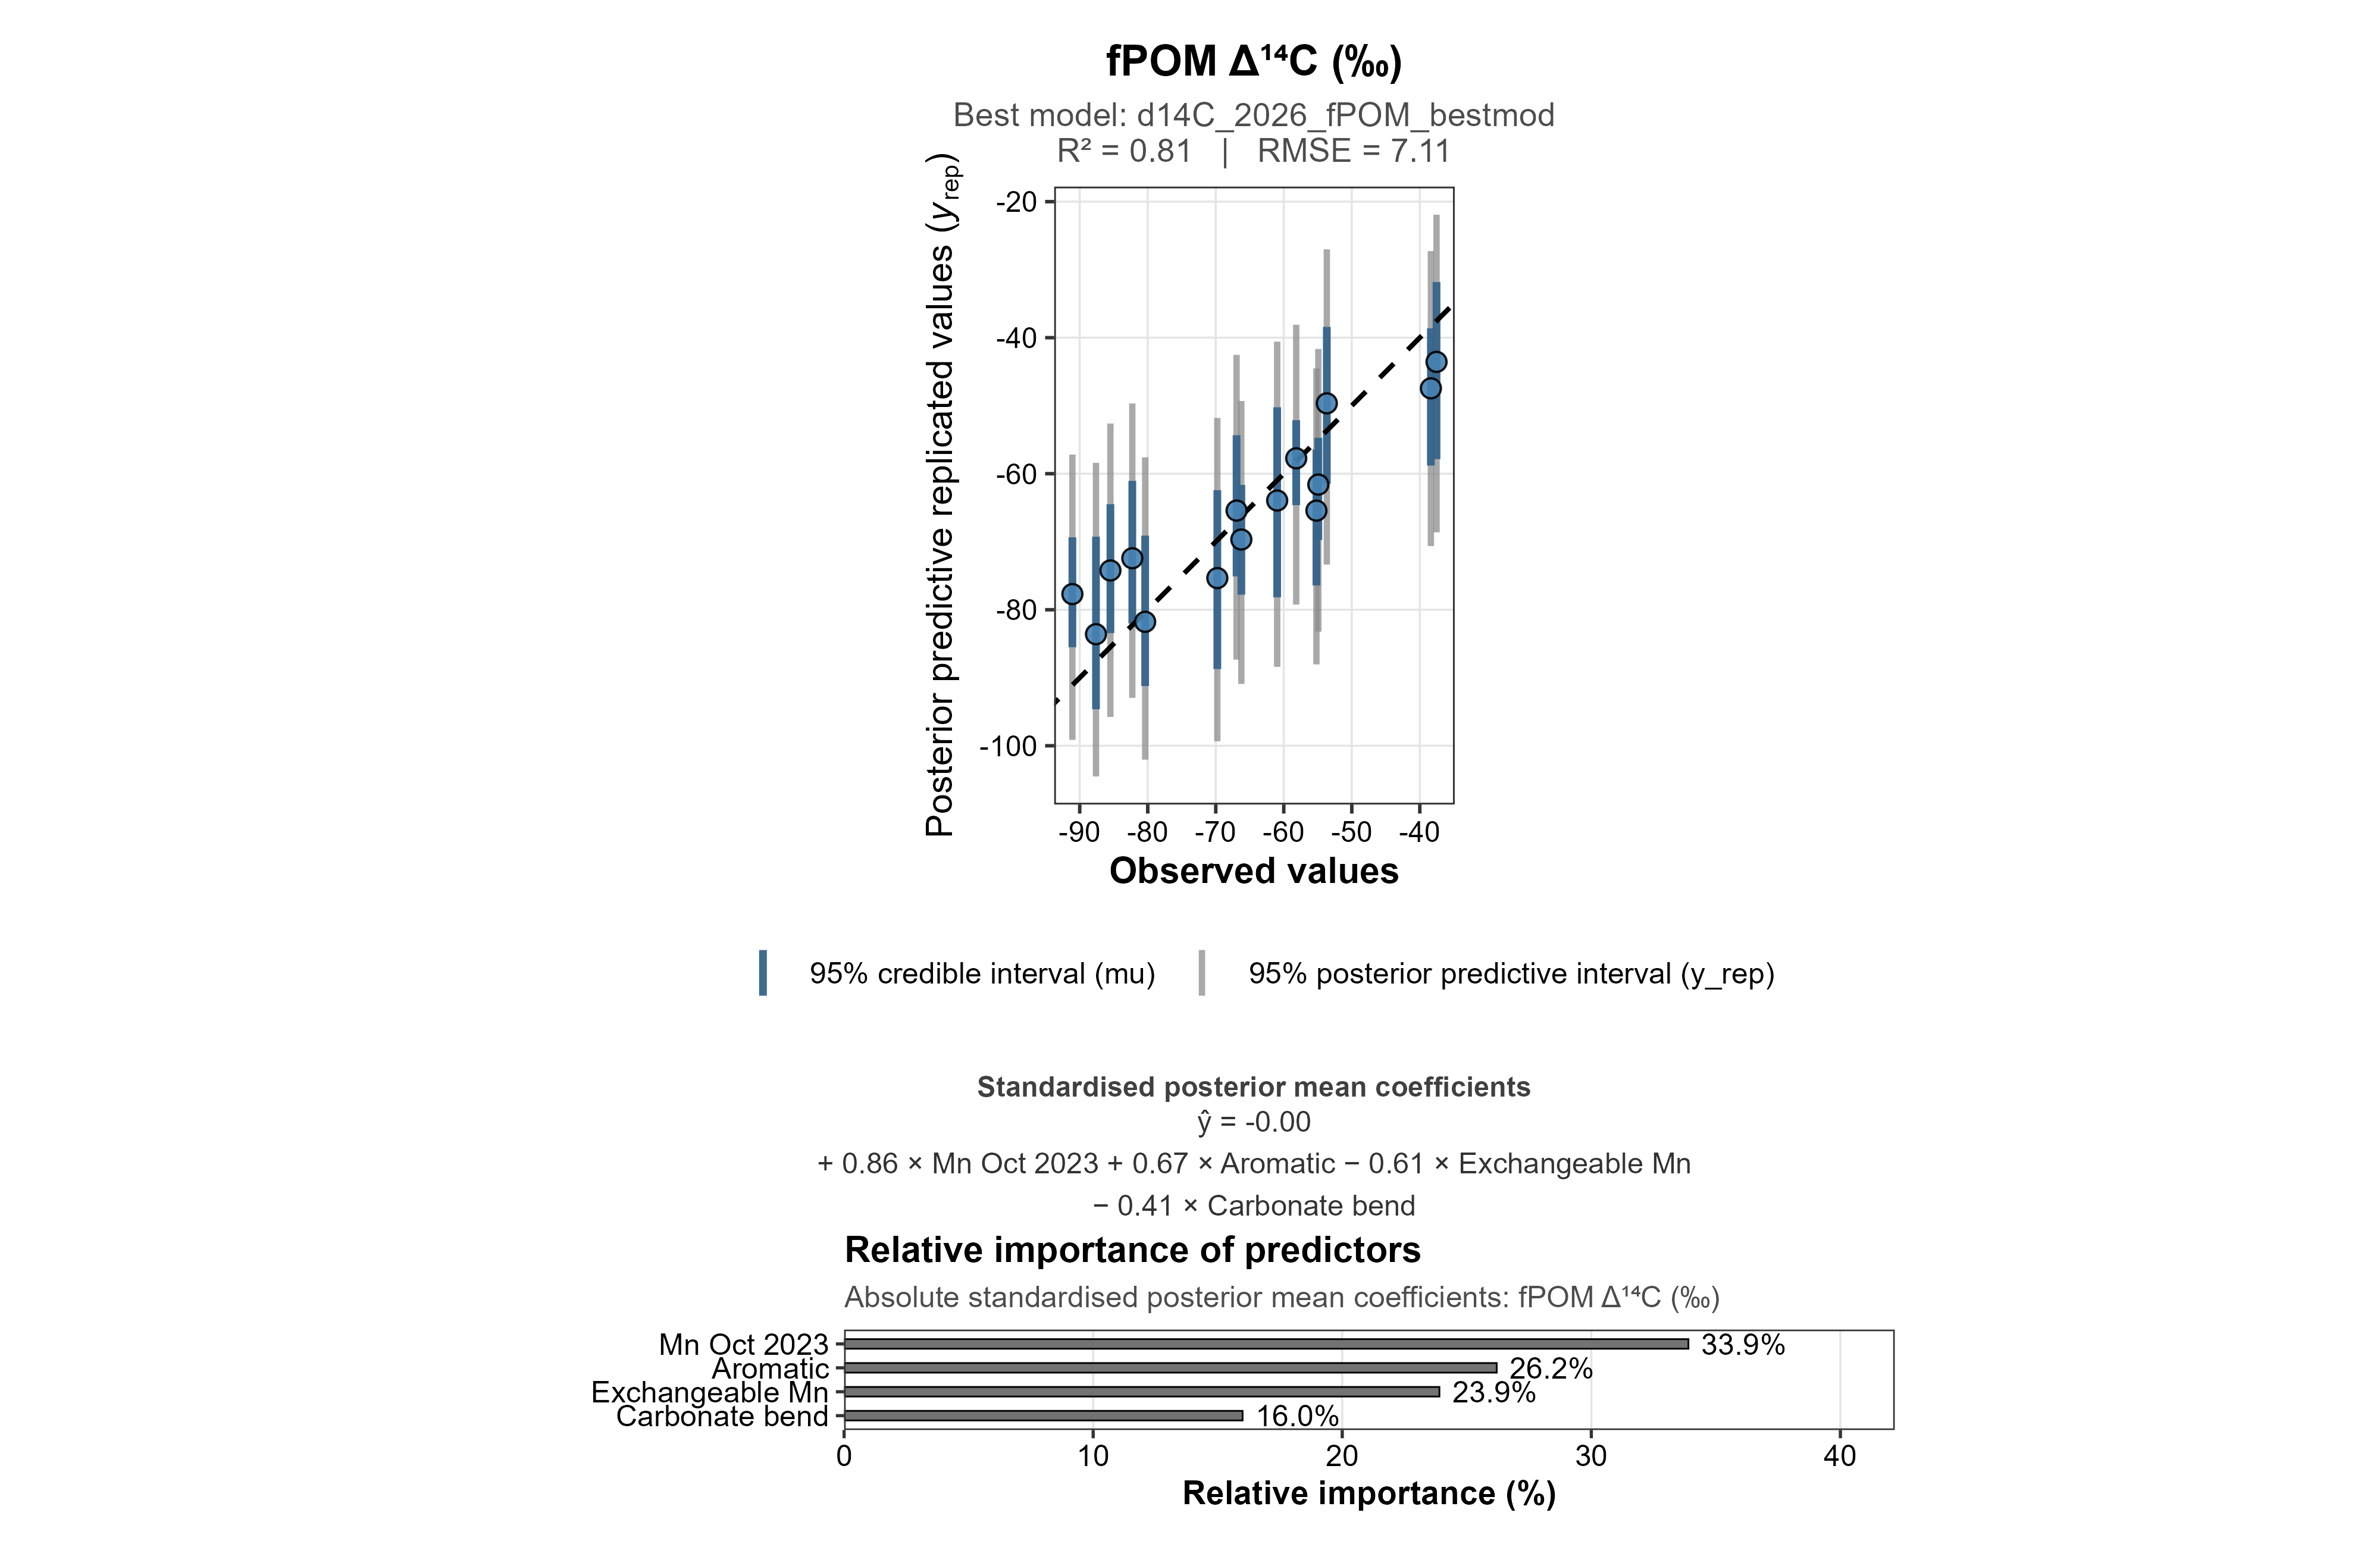 fPOM Δ¹⁴C (‰)
Best model: d14C_2026_fPOM_bestmod
R² = 0.81 | RMSE = 7.11
Posterior predictive replicated values (yrep)
-20
-40
-60
-80
-100
-90 -80 -70 -60 -50 -40
Observed values
95% credible interval (mu) 95% posterior predictive interval (y_rep)
Standardised posterior mean coefficients
ŷ = -0.00
+ 0.86 × Mn Oct 2023 + 0.67 × Aromatic − 0.61 × Exchangeable Mn
− 0.41 × Carbonate bend
Relative importance of predictors
Absolute standardised posterior mean coefficients: fPOM Δ¹⁴C (‰)
Mn Oct 2023 33.9%
Aromatic 26.2%
Exchangeable Mn 23.9%
Carbonate bend 16.0%
0 10 20 30 40
Relative importance (%)